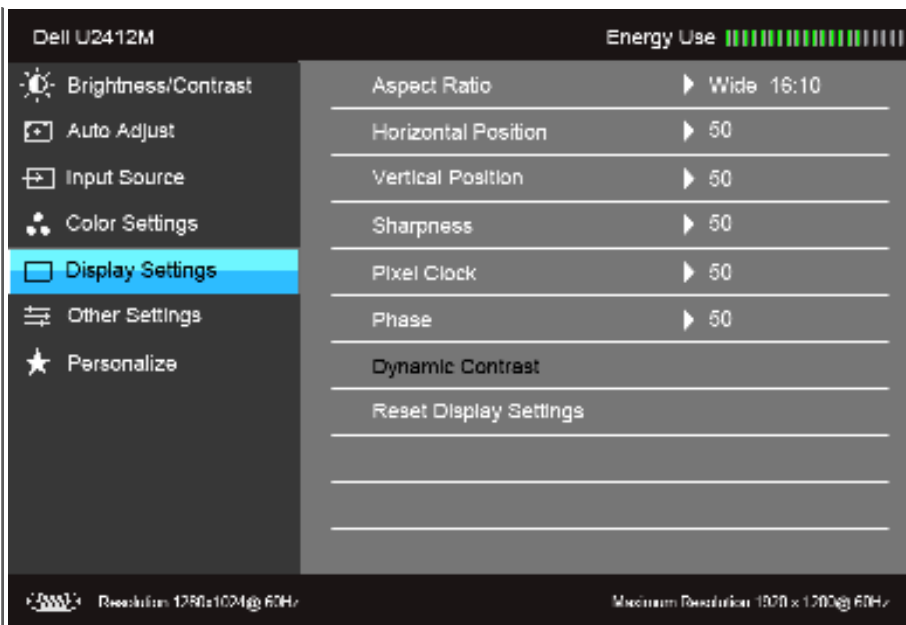 Dell U2412M Energy Use
Brightness/Contrast
Auto Adjust
Input Source
Color Settings
Display Settings
Other Settings
Personalize
Aspect Ratio Wide 16:10
Horizontal Position 50
Vertical Position 50
Sharpness 50
Pixel Clock 50
Phase 50
Dynamic Contrast
Reset Display Settings
Resolution 1280x1024@ 60Hz Maximum Resolution 1920 x 1200@ 60Hz